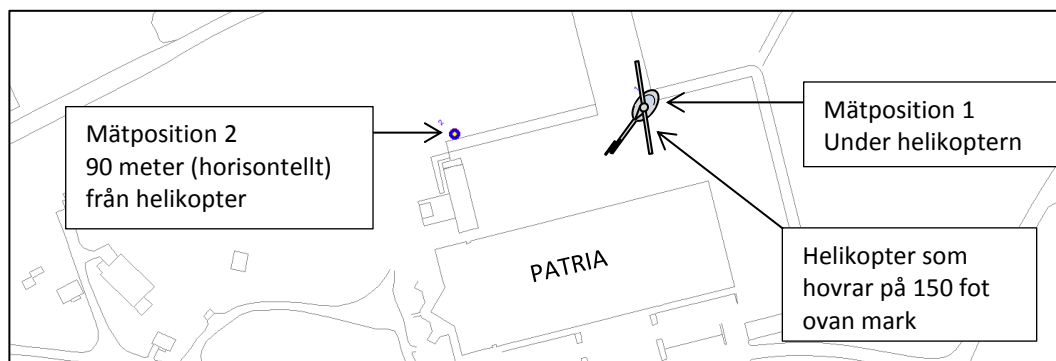 Mätposition 2
90 meter (horisontellt)
från helikopter
Mätposition 1
Under helikoptern
Helikopter som
hovrar på 150 fot
ovan mark
PATRIA
2